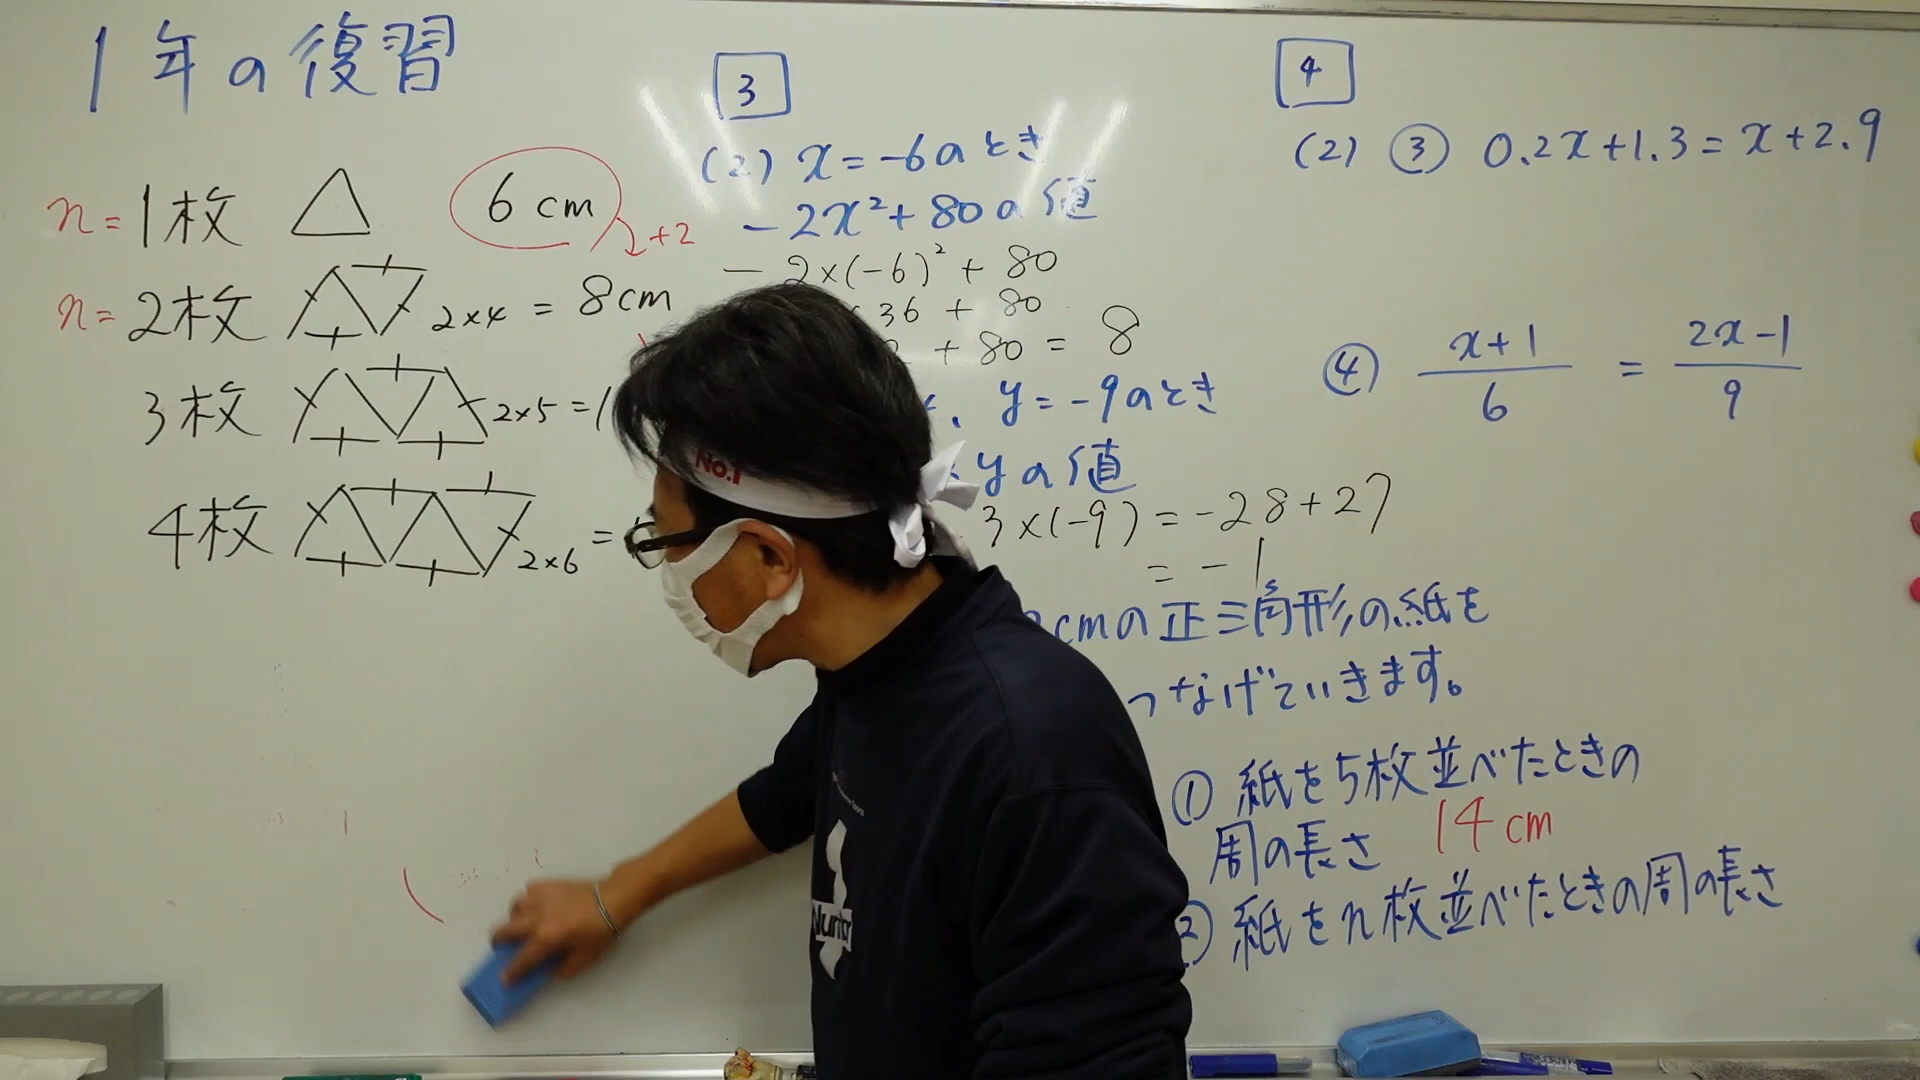 1年の復習
n=1枚 6cm
+2
n=2枚 2×4 = 8cm
3枚 2×5 =1
4枚 2×6 =
3
(2) x=-6のとき
-2x²+80の値
- 2×(-6)² + 80
36 + 80
+ 80 = 8
, y=-9のとき
yの値
3×(-9) = -28+27
= -1
cmの正三角形の紙を
つなげていきます。
① 紙を5枚並べたときの
周の長さ 14cm
② 紙をn枚並べたときの周の長さ
4
(2) ③ 0.2x+1.3=x+2.9
④ x+1/6 = 2x-1/9
No.1